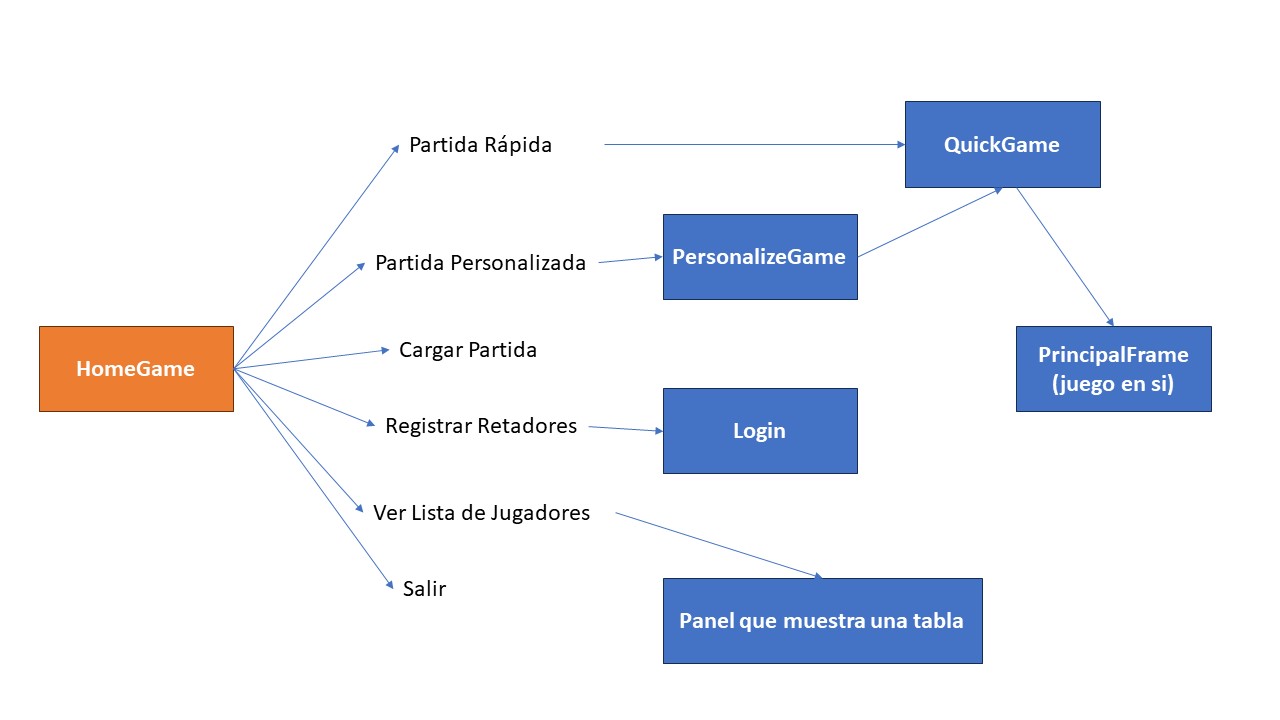 Partida Rápida
QuickGame
Partida Personalizada
PersonalizeGame
Cargar Partida
HomeGame
PrincipalFrame
(juego en si)
Registrar Retadores
Login
Ver Lista de Jugadores
Salir
Panel que muestra una tabla